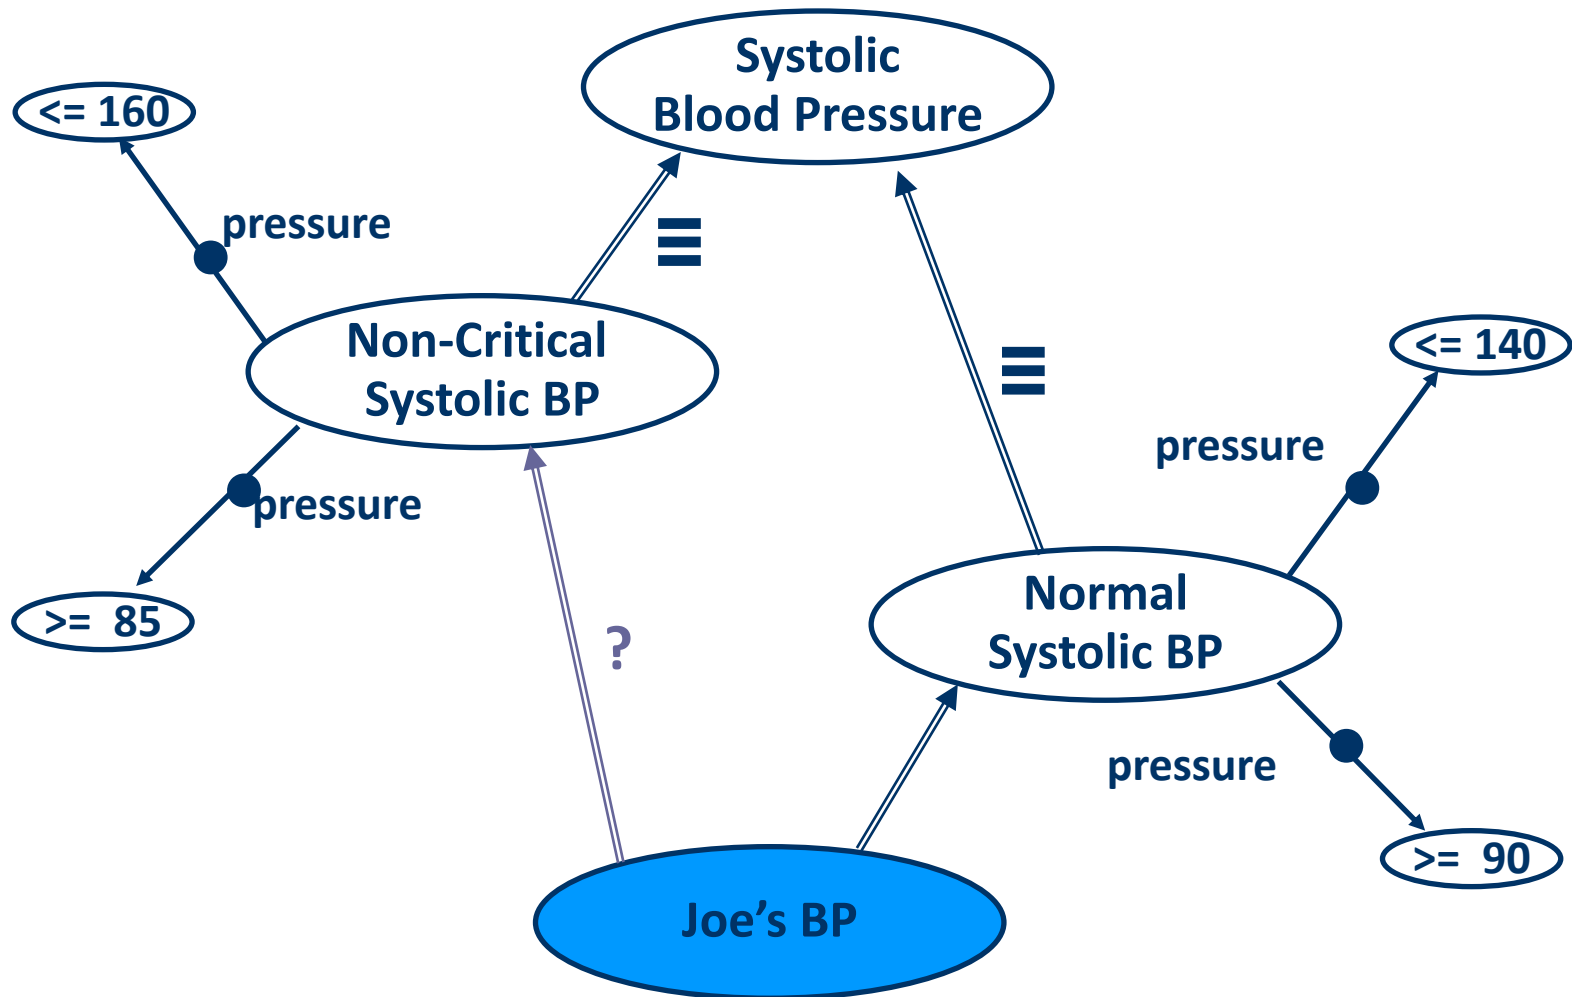 Systolic
Blood Pressure
<= 160
pressure
≡
Non-Critical
Systolic BP
≡
<= 140
pressure
pressure
>= 85
?
Normal
Systolic BP
pressure
>= 90
Joe’s BP